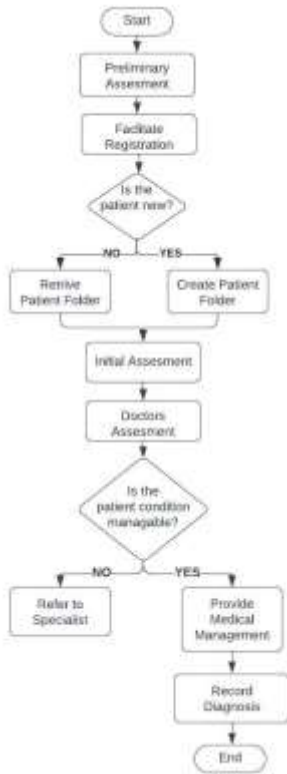 Start
Preliminary
Assesment
Facilitate
Registration
Is the
patient new?
NO
YES
Retrive
Patient Folder
Create Patient
Folder
Initial Assesment
Doctors
Assesment
Is the
patient condition
managable?
NO
YES
Refer to
Specialist
Provide
Medical
Management
Record
Diagnosis
End